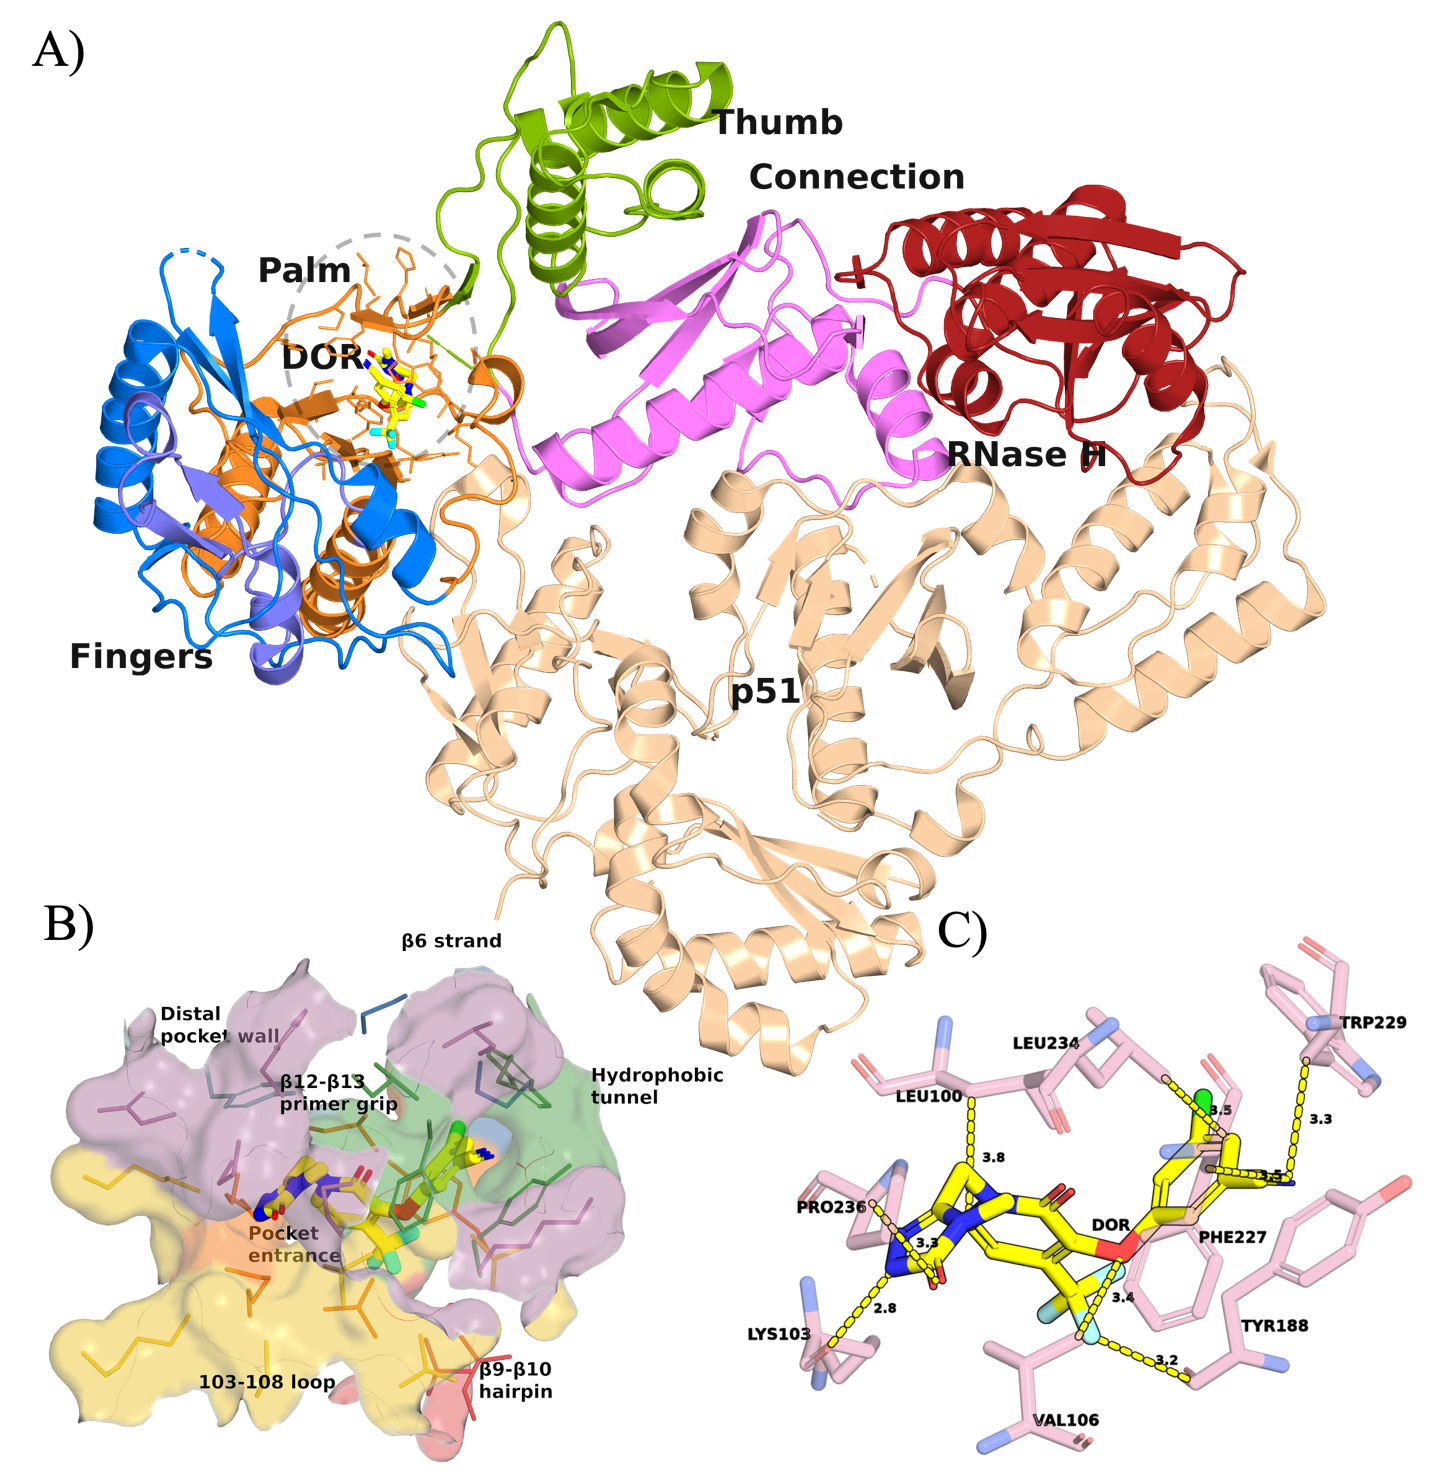 A)
Thumb
Connection
Palm
DOR
RNase H
Fingers
p51
B)
β6 strand
Distal
pocket wall
β12-β13
primer grip
Hydrophobic
tunnel
Pocket
entrance
103-108 loop
β9-β10
hairpin
C)
TRP229
LEU234
LEU100
3.5
3.3
3.8
3.5
PRO236
DOR
PHE227
3.3
2.8
3.4
LYS103
TYR188
3.2
VAL106